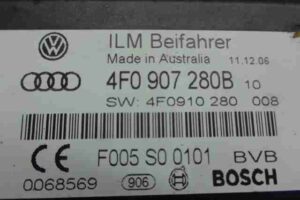 ILM Beifahrer
Made in Australia 11.12.06
4F0 907 280B 10
SW: 4F0910 280 008
CE F005 S0 0101 BVB
0068569 906 BOSCH